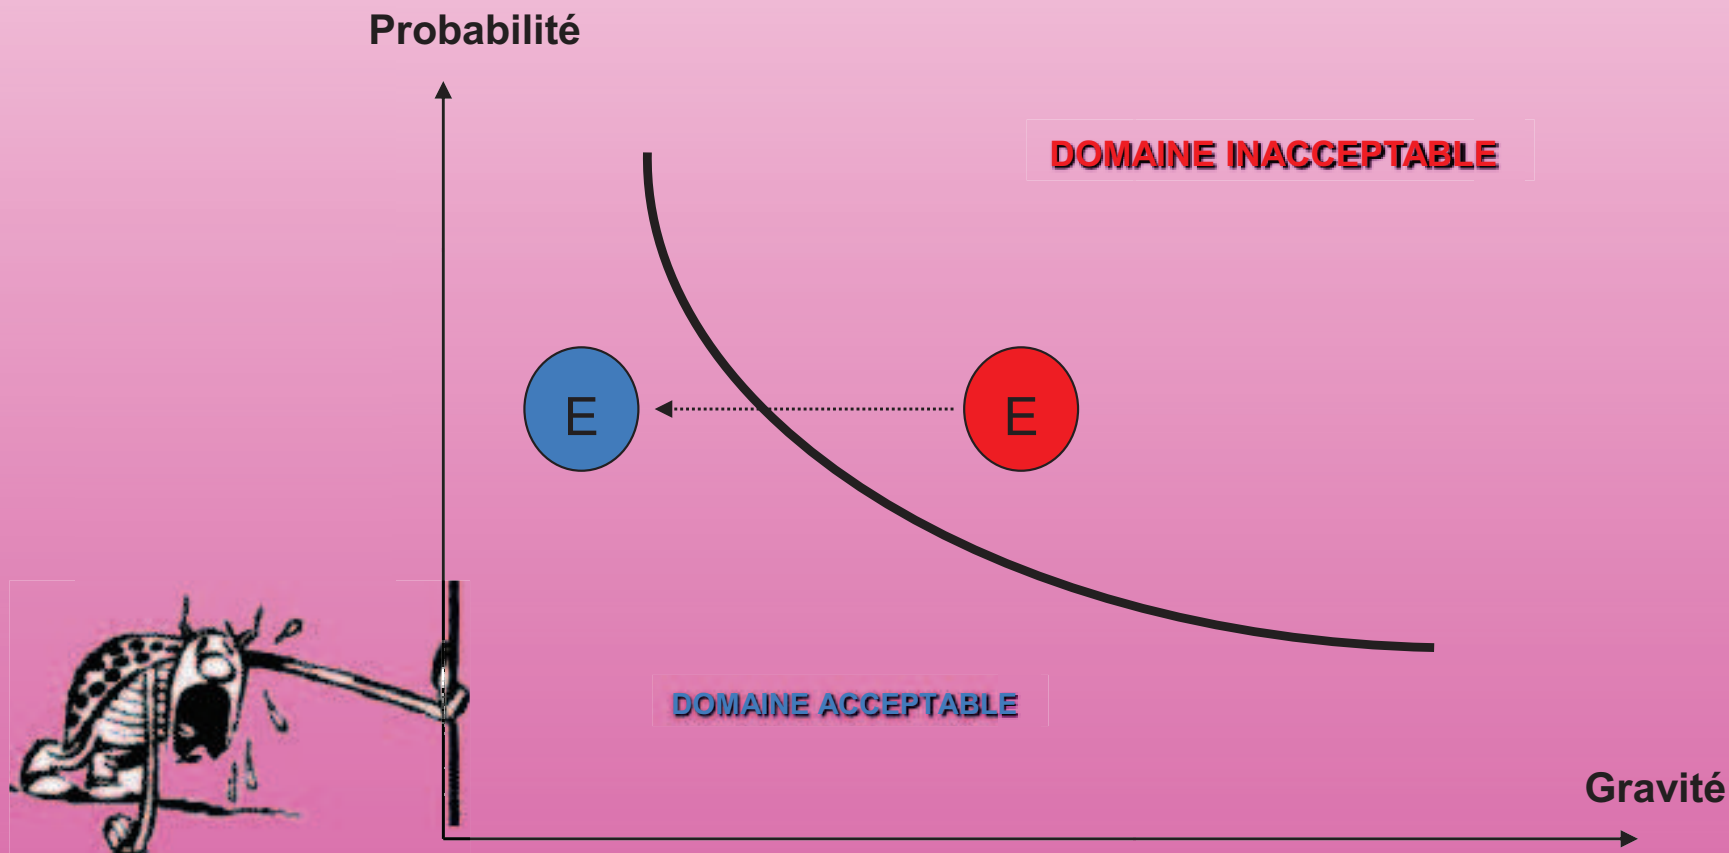 Probabilité
DOMAINE INACCEPTABLE
E
E
DOMAINE ACCEPTABLE
Gravité